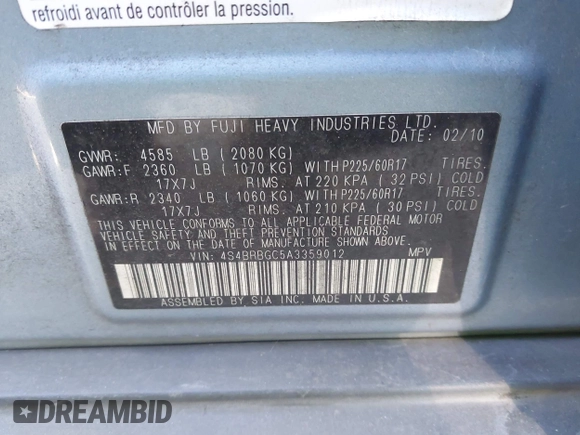 refroidi avant de contrôler la pression.
MFD BY FUJI HEAVY INDUSTRIES LTD.
DATE: 02/10
GVWR: 4585 LB (2080 KG)
GAWR:F 2360 LB (1070 KG) WITH P225/60R17 TIRES.
17X7J RIMS. AT 220 KPA (32 PSI) COLD
GAWR:R 2340 LB (1060 KG) WITH P225/60R17 TIRES.
17X7J RIMS. AT 210 KPA (30 PSI) COLD
THIS VEHICLE CONFORMS TO ALL APPLICABLE FEDERAL MOTOR
VEHICLE SAFETY, BUMPER, AND THEFT PREVENTION STANDARDS
IN EFFECT ON THE DATE OF MANUFACTURE SHOWN ABOVE.
VIN: 4S4BRBGC5A3359012 MPV
ASSEMBLED BY SIA INC. MADE IN U.S.A.
DREAMBID